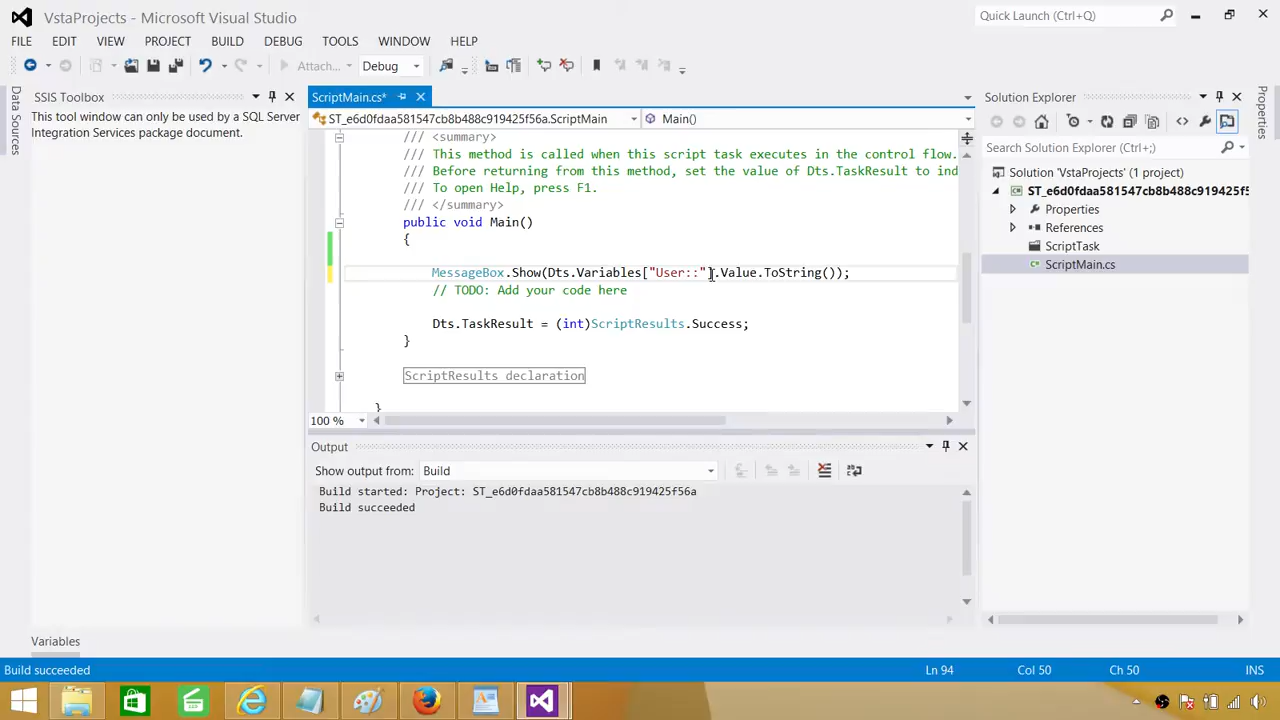 VstaProjects - Microsoft Visual Studio
Quick Launch (Ctrl+Q)
FILE EDIT VIEW PROJECT BUILD DEBUG TOOLS WINDOW HELP
Attach... Debug
Data Sources
SSIS Toolbox
This tool window can only be used by a SQL Server
Integration Services package document.
ScriptMain.cs*
ST_e6d0fdaa581547cb8b488c919425f56a.ScriptMain Main()
/// <summary>
/// This method is called when this script task executes in the control flow.
/// Before returning from this method, set the value of Dts.TaskResult to ind
/// To open Help, press F1.
/// </summary>
public void Main()
{
MessageBox.Show(Dts.Variables["User::"].Value.ToString());
// TODO: Add your code here
Dts.TaskResult = (int)ScriptResults.Success;
}
ScriptResults declaration
}
100 %
Output
Show output from: Build
Build started: Project: ST_e6d0fdaa581547cb8b488c919425f56a
Build succeeded
Solution Explorer
Search Solution Explorer (Ctrl+;)
Solution 'VstaProjects' (1 project)
ST_e6d0fdaa581547cb8b488c919425f5
Properties
References
ScriptTask
ScriptMain.cs
Properties
Variables
Build succeeded Ln 94 Col 50 Ch 50 INS